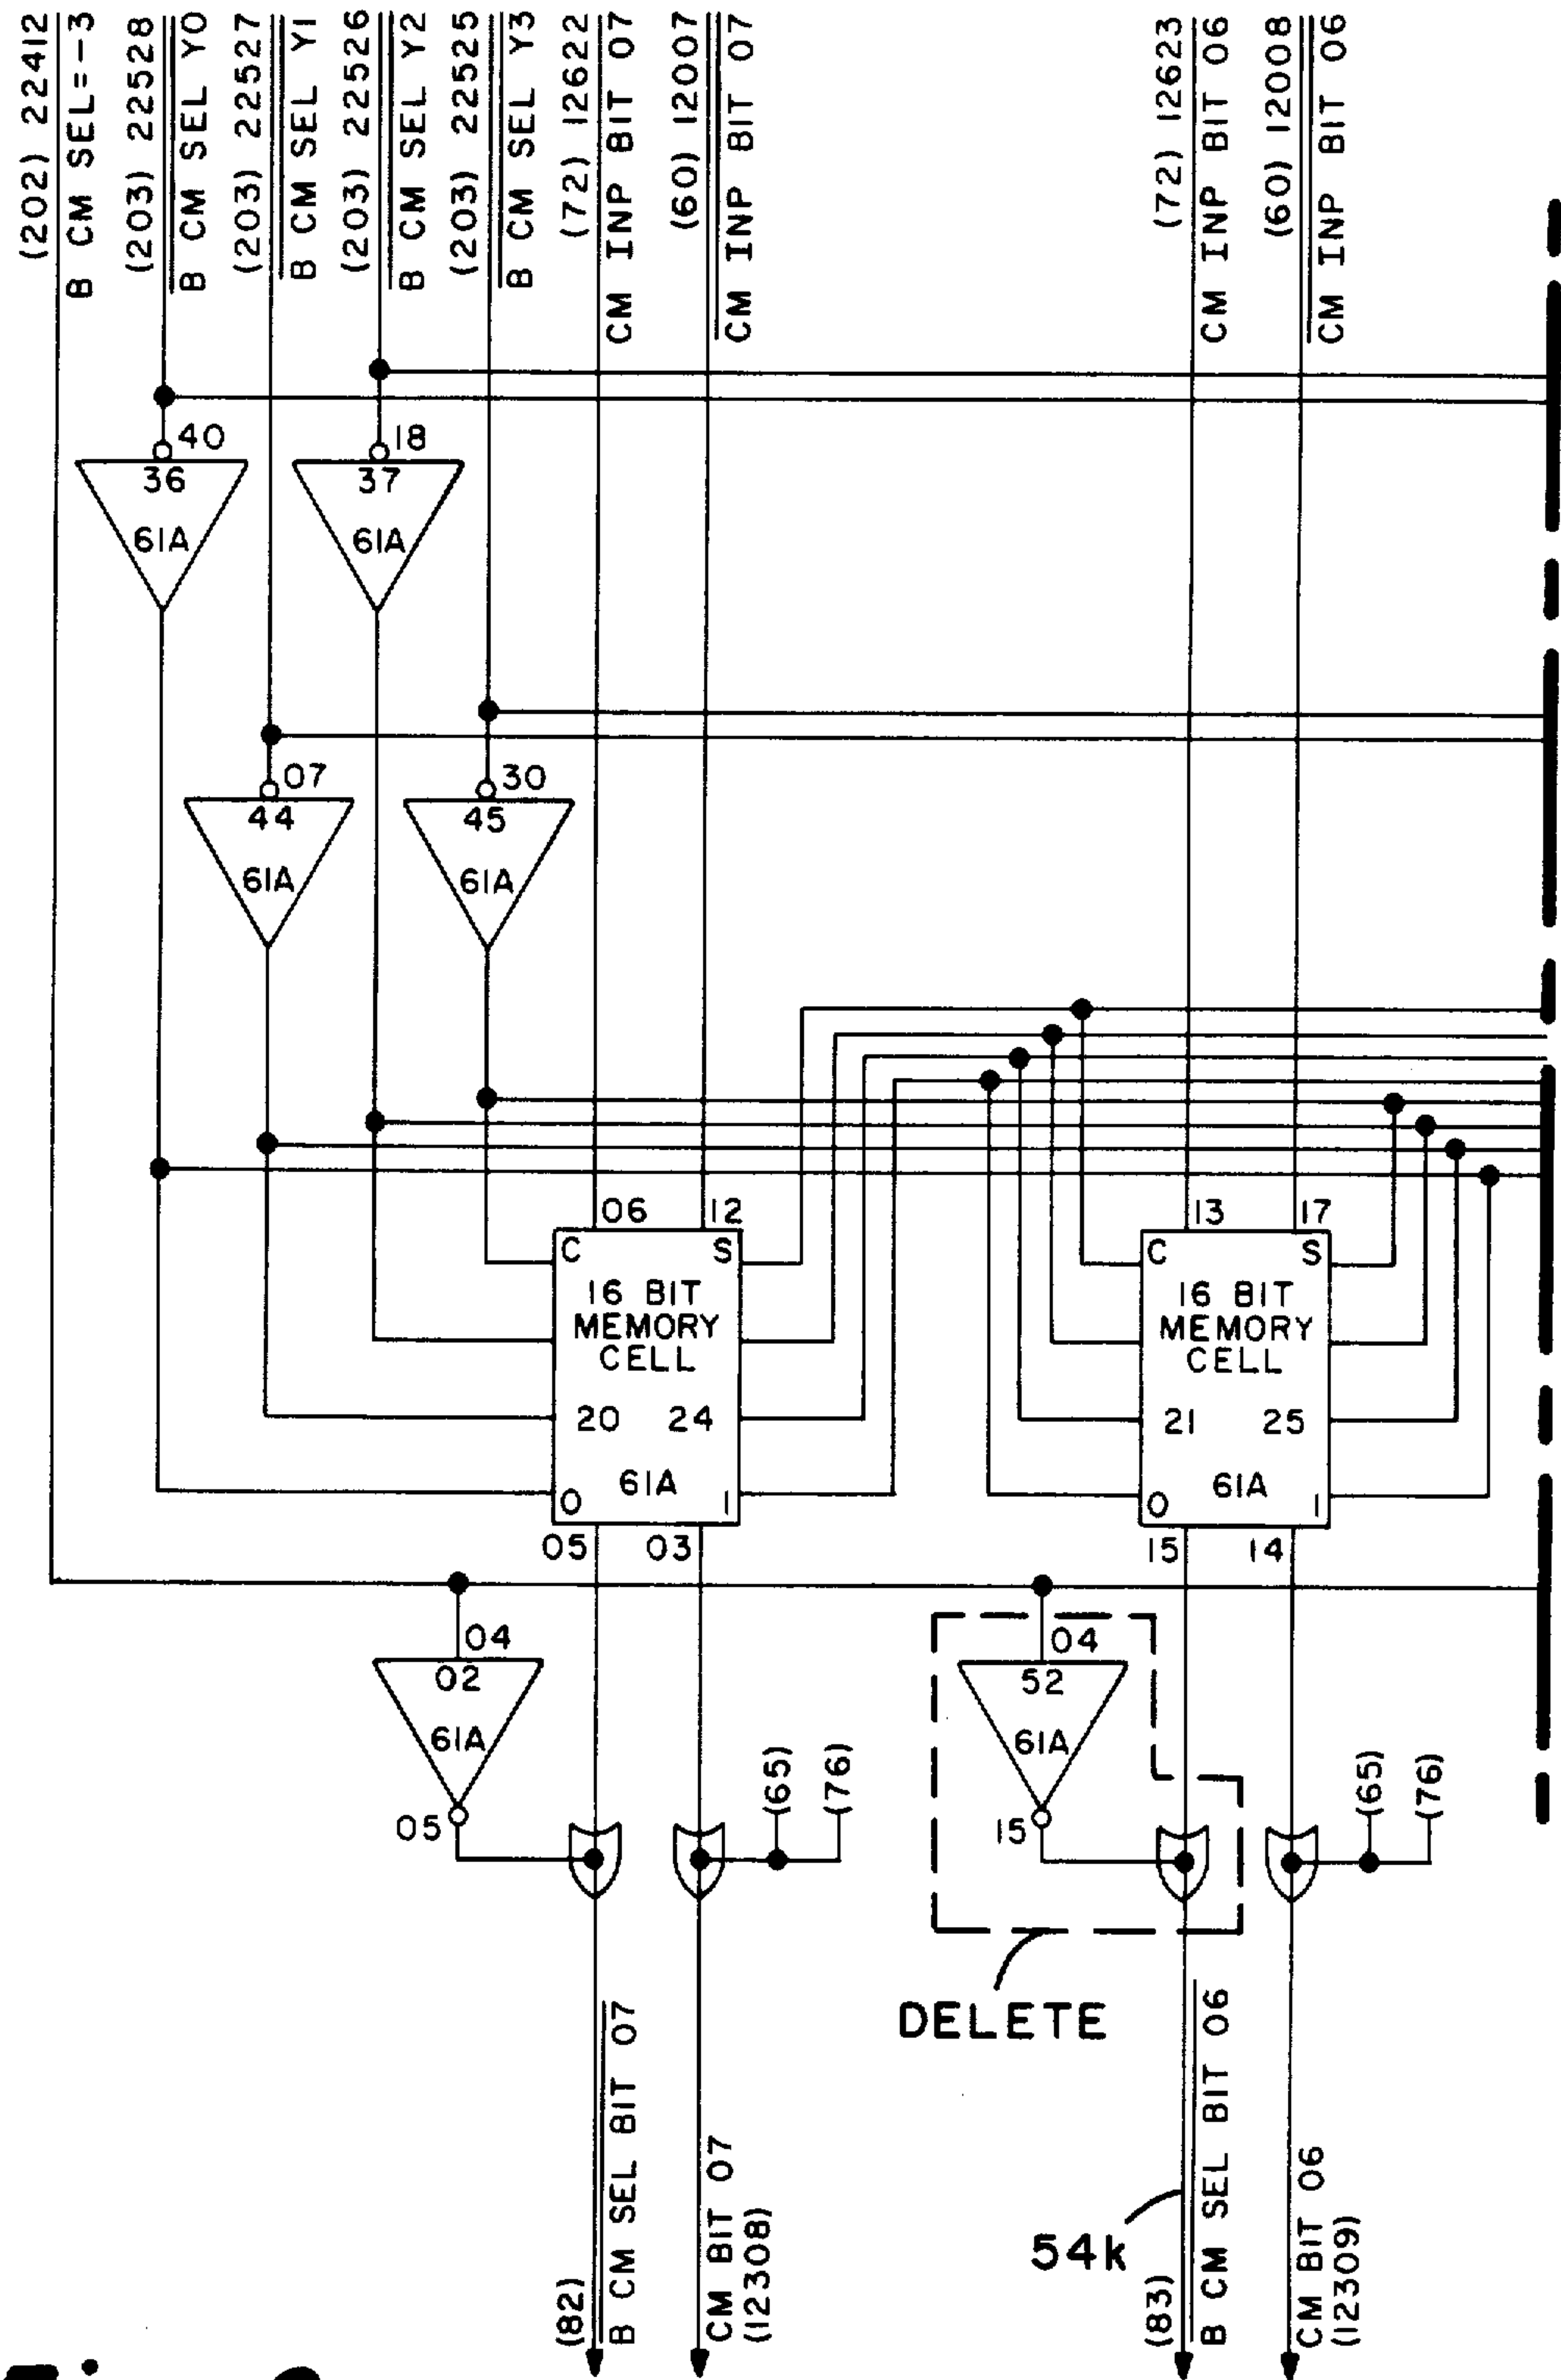 (202) 22412
B CM SEL=-3
(203) 22528
B CM SEL Y0
(203) 22527
B CM SEL Y1
(203) 22526
B CM SEL Y2
(203) 22525
B CM SEL Y3
(72) 12622
CM INP BIT 07
(60) 12007
CM INP BIT 07
(72) 12623
CM INP BIT 06
(60) 12008
CM INP BIT 06
40
36
61A
18
37
61A
07
44
61A
30
45
61A
06 12
C S
16 BIT
MEMORY
CELL
20 24
61A
0 1
05 03
13 17
C S
16 BIT
MEMORY
CELL
21 25
61A
0 1
15 14
04
02
61A
05
(65)
(76)
04
52
61A
15
(65)
(76)
DELETE
54k
(82)
B CM SEL BIT 07
CM BIT 07
(12308)
(83)
B CM SEL BIT 06
CM BIT 06
(12309)